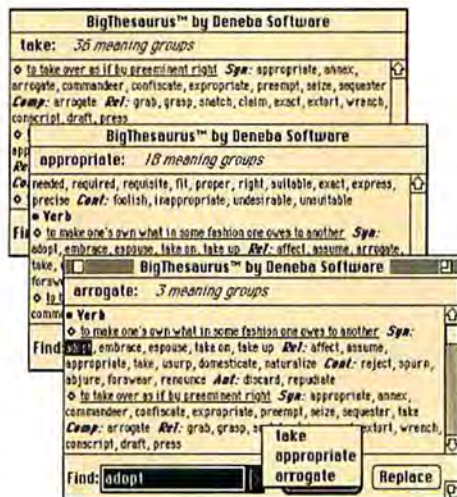 BigThesaurus™ by Deneba Software
take: 36 meaning groups
◇ to take over as if by preeminent right Syn: appropriate, annex,
arrogate, commandeer, confiscate, expropriate, preempt, seize, sequester
Comp: arrogate Rel: grab, grasp, snatch, claim, exact, extort, wrench,
conscript, draft, press
BigThesaurus™ by Deneba Software
appropriate: 18 meaning groups
needed, required, requisite, fit, proper, right, suitable, exact, express,
precise Cont: foolish, inappropriate, undesirable, unsuitable
• Verb
◇ to make one's own what in some fashion one owes to another Syn:
adopt, embrace, espouse, take on, take up Rel: affect, assume, arrogate,
take,
forswe
◇ to t
comm
Find:
BigThesaurus™ by Deneba Software
arrogate: 3 meaning groups
• Verb
◇ to make one's own what in some fashion one owes to another Syn:
adopt, embrace, espouse, take on, take up Rel: affect, assume,
appropriate, take, usurp, domesticate, naturalize Cont: reject, spurn,
abjure, forswear, renounce Ant: discard, repudiate
◇ to take over as if by preeminent right Syn: appropriate, annex,
commandeer, confiscate, expropriate, preempt, seize, sequester, take
Comp: arrogate Rel: grab, grasp, extort, wrench,
conscript, draft, press
take
appropriate
arrogate
Find: adopt
Replace